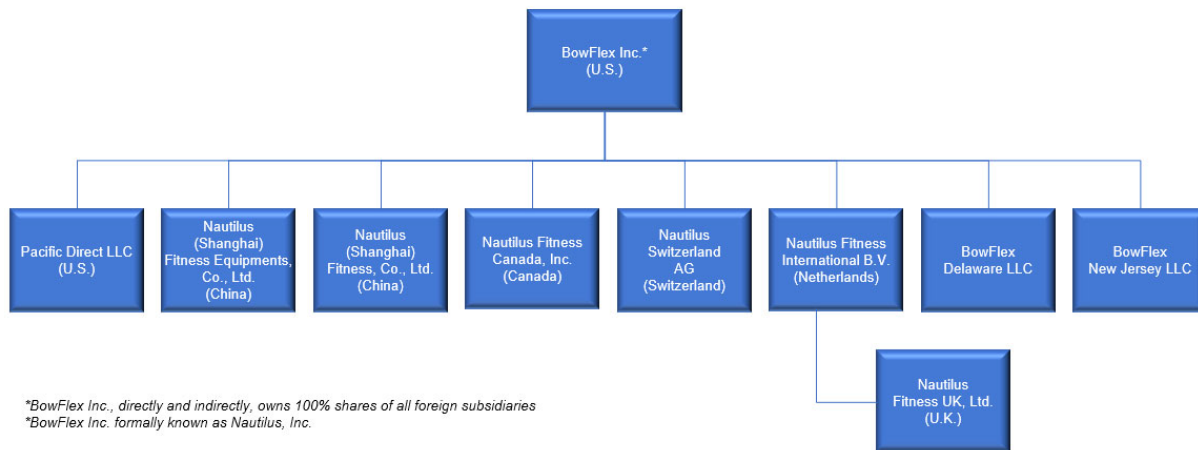 BowFlex Inc.*
(U.S.)
Pacific Direct LLC
(U.S.)
Nautilus
(Shanghai)
Fitness Equipments,
Co., Ltd.
(China)
Nautilus
(Shanghai)
Fitness, Co., Ltd.
(China)
Nautilus Fitness
Canada, Inc.
(Canada)
Nautilus
Switzerland
AG
(Switzerland)
Nautilus Fitness
International B.V.
(Netherlands)
BowFlex
Delaware LLC
BowFlex
New Jersey LLC
Nautilus
Fitness UK, Ltd.
(U.K.)
*BowFlex Inc., directly and indirectly, owns 100% shares of all foreign subsidiaries
*BowFlex Inc. formally known as Nautilus, Inc.